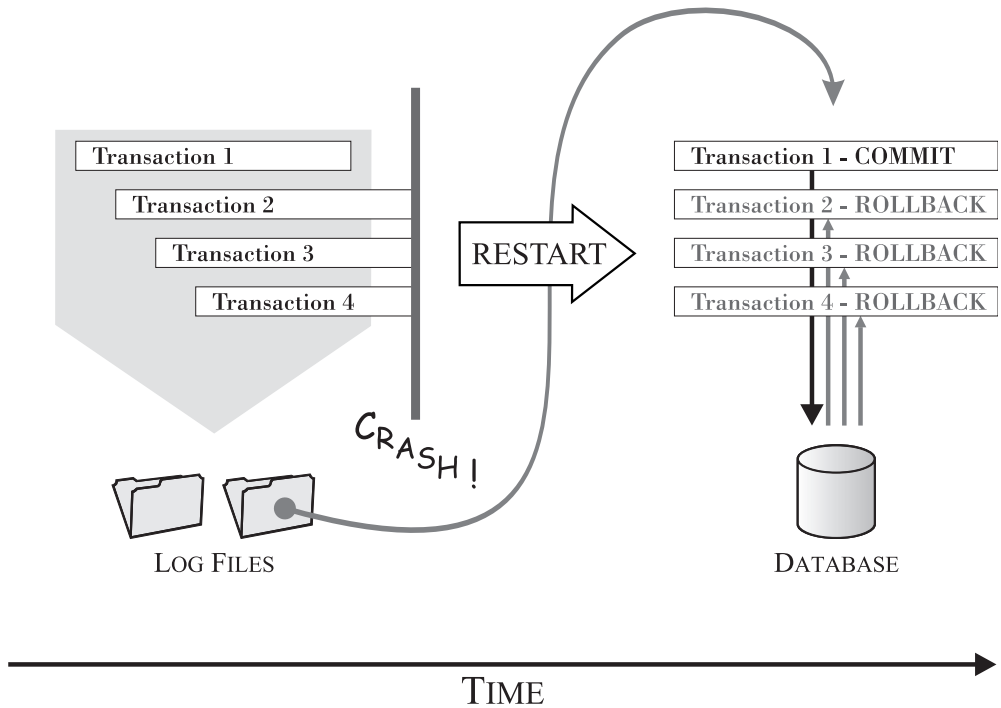 Transaction 1
Transaction 2
Transaction 3
Transaction 4
CRASH!
LOG FILES
RESTART
Transaction 1 - COMMIT
Transaction 2 - ROLLBACK
Transaction 3 - ROLLBACK
Transaction 4 - ROLLBACK
DATABASE
TIME